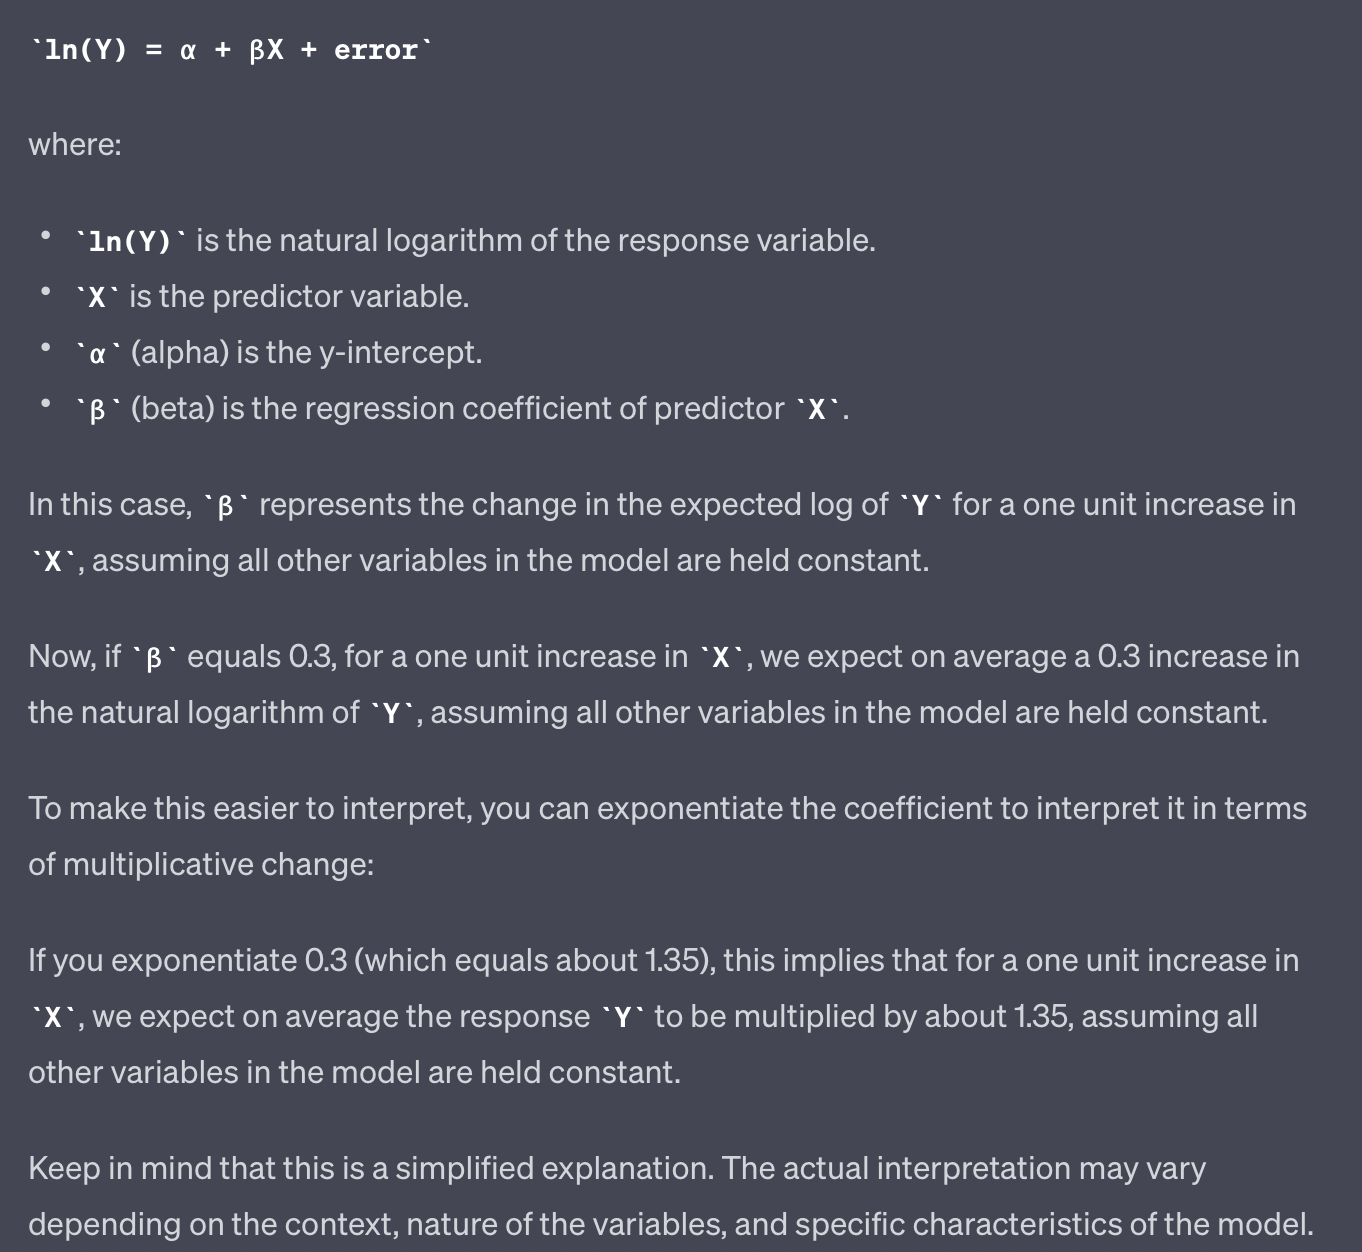 `ln(Y) = α + βX + error`
where:
• `ln(Y)` is the natural logarithm of the response variable.
• `X` is the predictor variable.
• `α` (alpha) is the y-intercept.
• `β` (beta) is the regression coefficient of predictor `X`.
In this case, `β` represents the change in the expected log of `Y` for a one unit increase in
`X`, assuming all other variables in the model are held constant.
Now, if `β` equals 0.3, for a one unit increase in `X`, we expect on average a 0.3 increase in
the natural logarithm of `Y`, assuming all other variables in the model are held constant.
To make this easier to interpret, you can exponentiate the coefficient to interpret it in terms
of multiplicative change:
If you exponentiate 0.3 (which equals about 1.35), this implies that for a one unit increase in
`X`, we expect on average the response `Y` to be multiplied by about 1.35, assuming all
other variables in the model are held constant.
Keep in mind that this is a simplified explanation. The actual interpretation may vary
depending on the context, nature of the variables, and specific characteristics of the model.